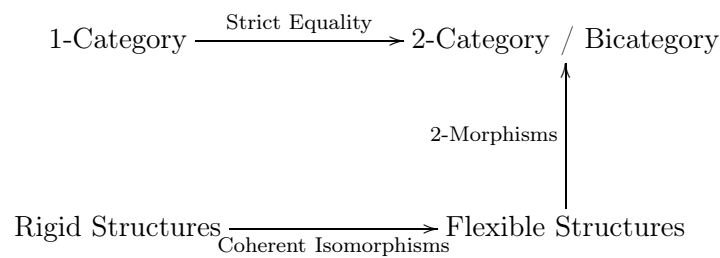 Strict Equality
1-Category 2-Category / Bicategory
2-Morphisms
Rigid Structures Flexible Structures
Coherent Isomorphisms